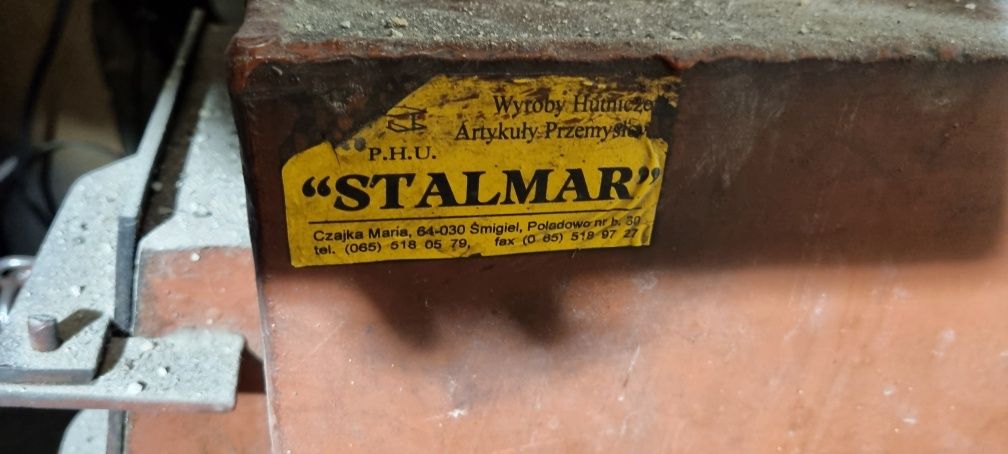 Wyroby Hutnicze
Artykuły Przemysłowe
P.H.U.
“STALMAR”
Czajka Maria, 64-030 Śmigiel, Poladowo nr b. 30
tel. (065) 518 05 79, fax (0 65) 518 97 27